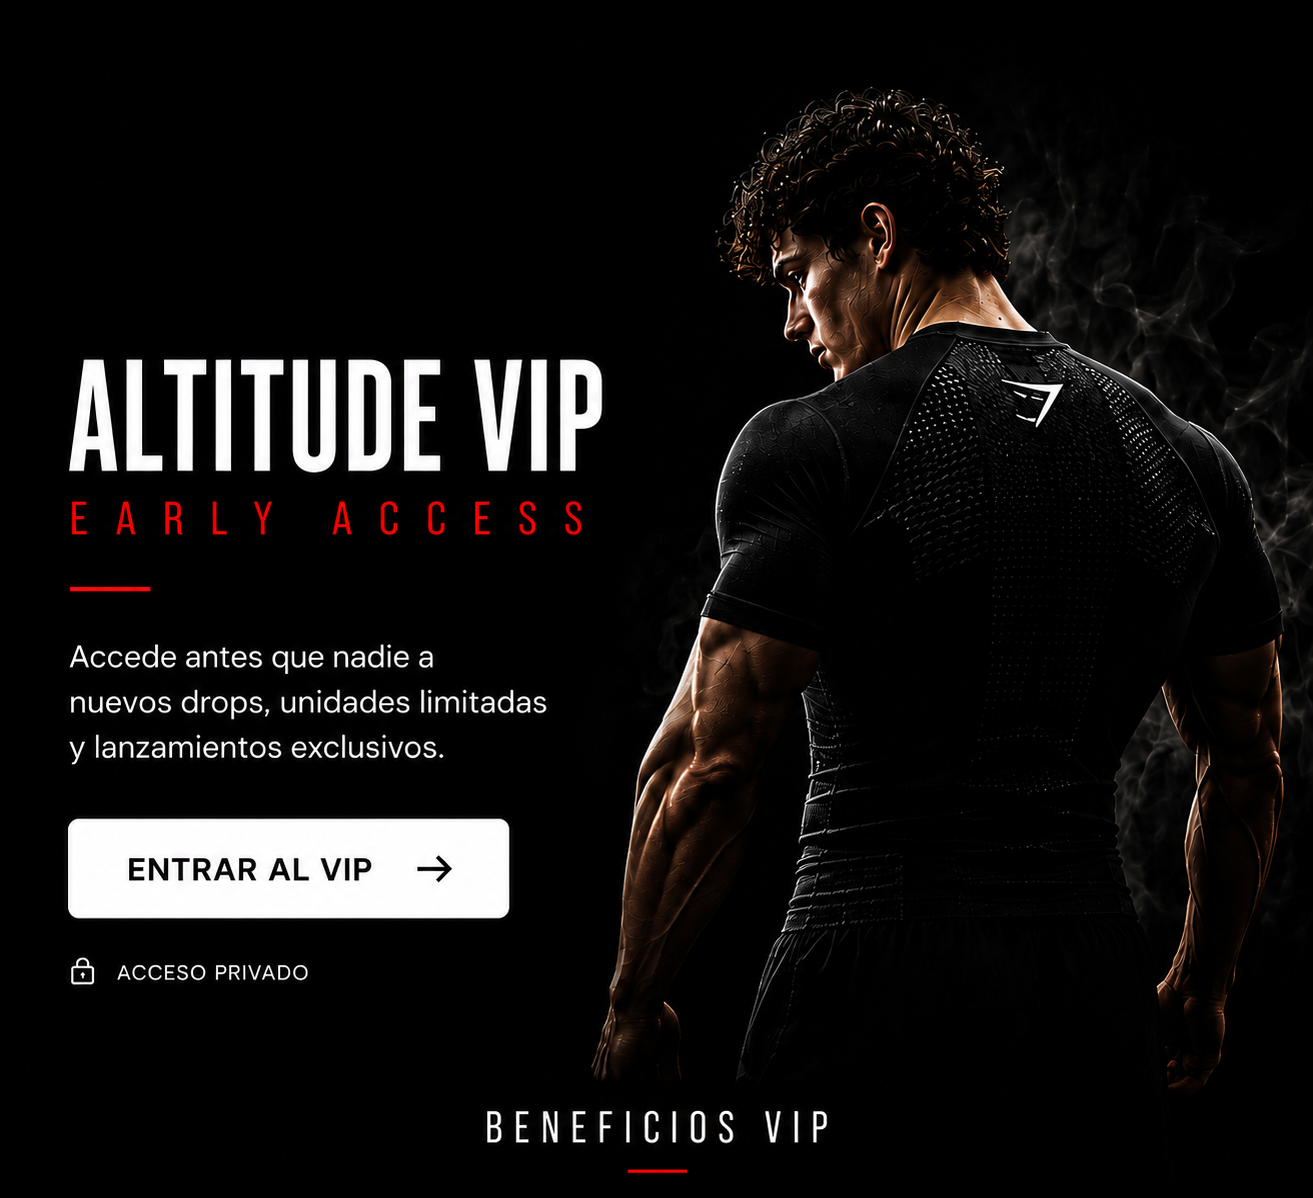 ALTITUDE VIP
EARLY ACCESS
Accede antes que nadie a
nuevos drops, unidades limitadas
y lanzamientos exclusivos.
ENTRAR AL VIP
ACCESO PRIVADO
BENEFICIOS VIP